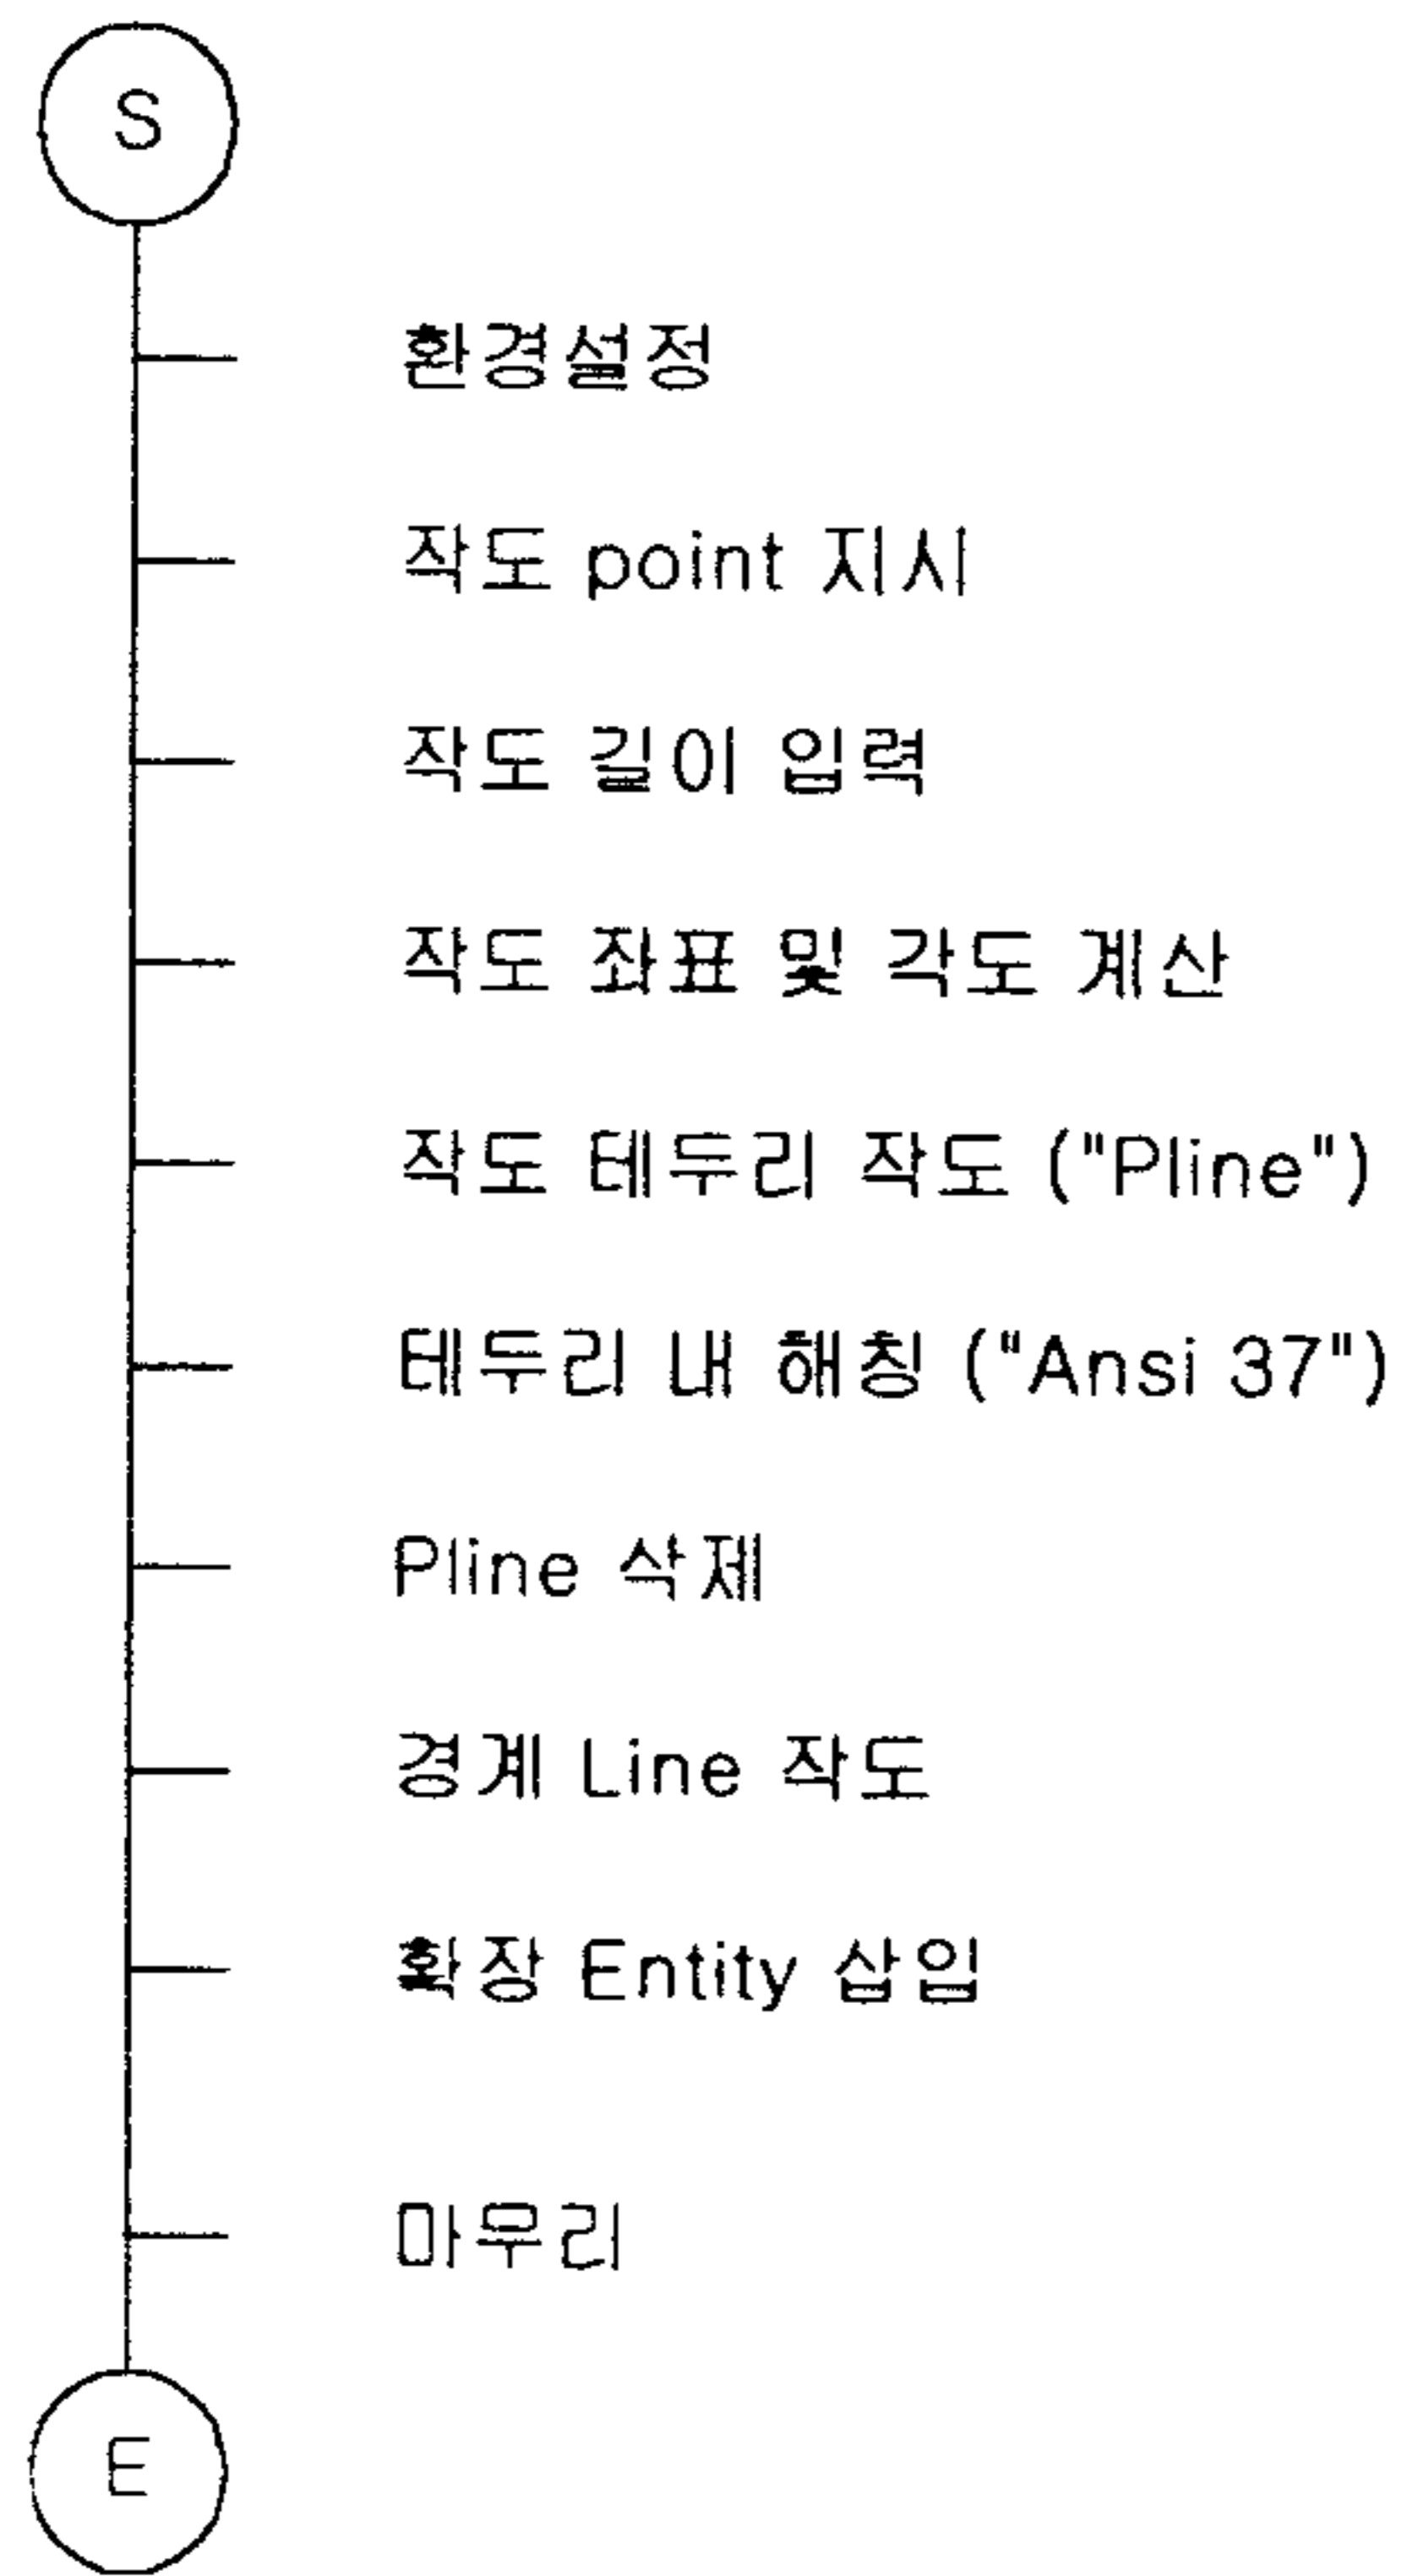 S
환경설정
작도 point 지시
작도 길이 입력
작도 좌표 및 각도 계산
작도 테두리 작도 ("Pline")
테두리 내 해칭 ("Ansi 37")
Pline 삭제
경계 Line 작도
확장 Entity 삽입
마무리
E